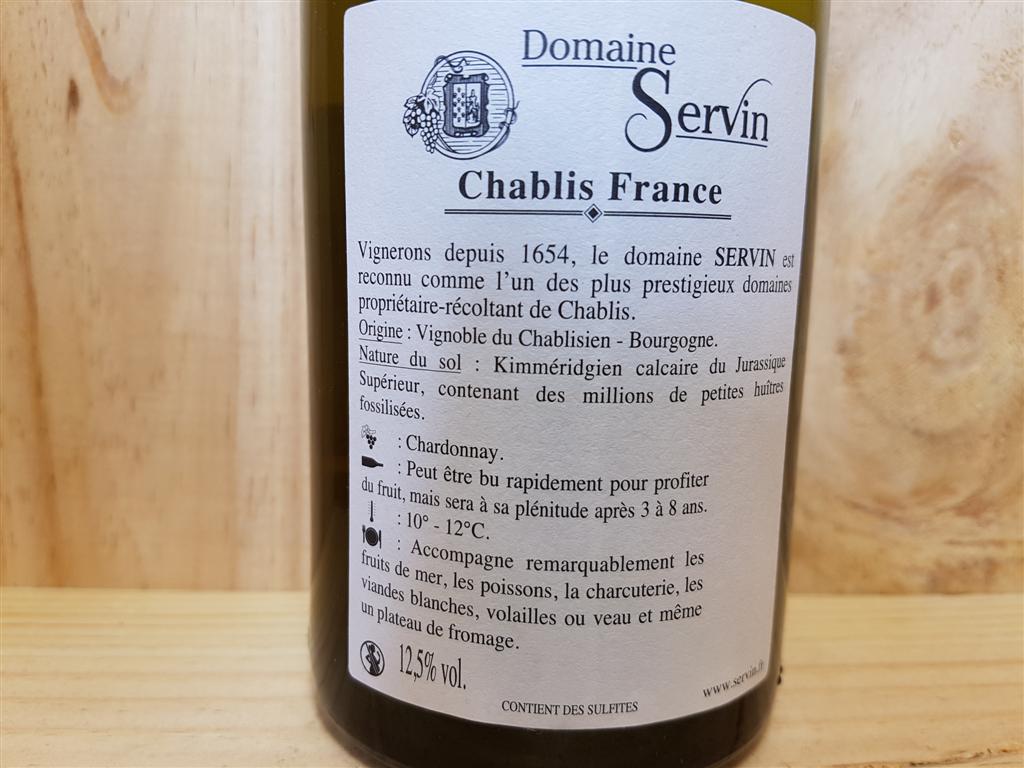 Domaine
Servin
Chablis France
Vignerons depuis 1654, le domaine SERVIN est
reconnu comme l'un des plus prestigieux domaines
propriétaire-récoltant de Chablis.
Origine : Vignoble du Chablisien - Bourgogne.
Nature du sol : Kimméridgien calcaire du Jurassique
Supérieur, contenant des millions de petites huîtres
fossilisées.
: Chardonnay.
: Peut être bu rapidement pour profiter
du fruit, mais sera à sa plénitude après 3 à 8 ans.
: 10° - 12°C.
: Accompagne remarquablement les
fruits de mer, les poissons, la charcuterie, les
viandes blanches, volailles ou veau et même
un plateau de fromage.
12,5% vol.
www.servin.fr
CONTIENT DES SULFITES